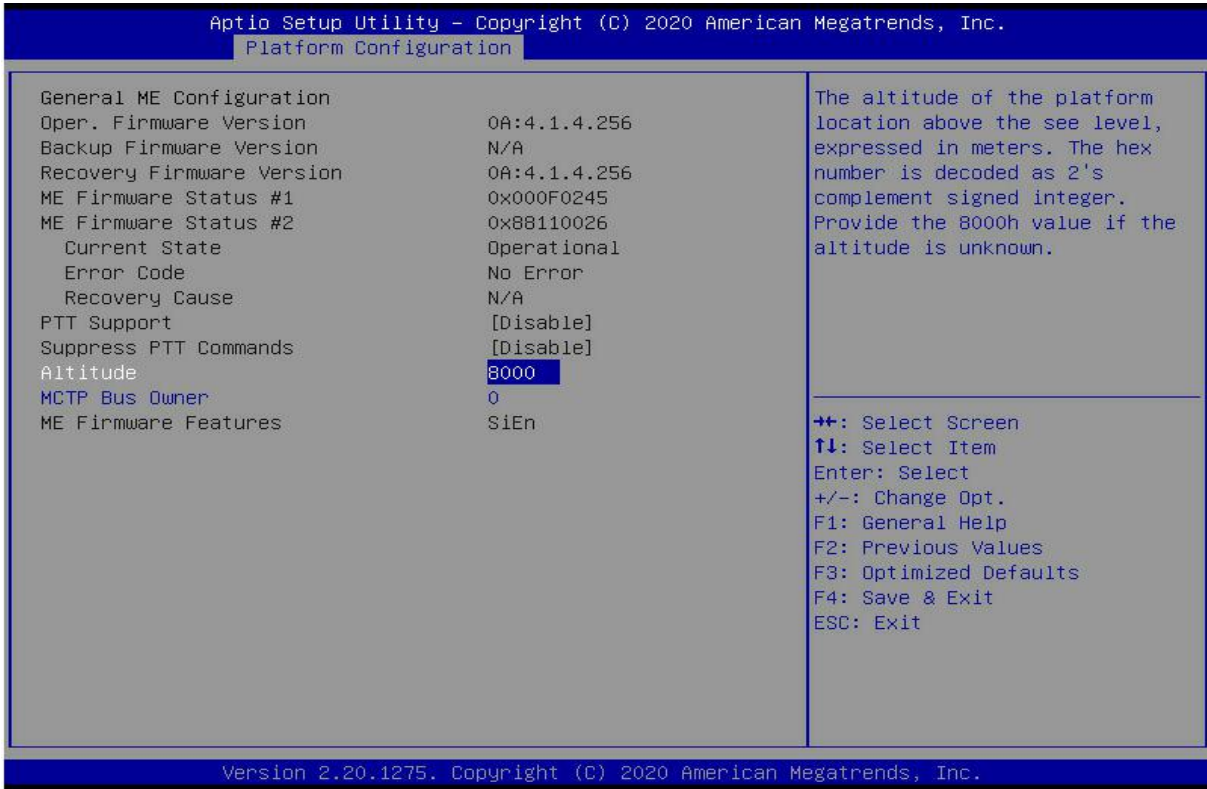 Aptio Setup Utility – Copyright (C) 2020 American Megatrends, Inc.
Platform Configuration
General ME Configuration
Oper. Firmware Version 0A:4.1.4.256
Backup Firmware Version N/A
Recovery Firmware Version 0A:4.1.4.256
ME Firmware Status #1 0x000F0245
ME Firmware Status #2 0x88110026
Current State Operational
Error Code No Error
Recovery Cause N/A
PTT Support [Disable]
Suppress PTT Commands [Disable]
Altitude 8000
MCTP Bus Owner 0
ME Firmware Features SiEn
The altitude of the platform
location above the see level,
expressed in meters. The hex
number is decoded as 2's
complement signed integer.
Provide the 8000h value if the
altitude is unknown.
→←: Select Screen
↑↓: Select Item
Enter: Select
+/-: Change Opt.
F1: General Help
F2: Previous Values
F3: Optimized Defaults
F4: Save & Exit
ESC: Exit
Version 2.20.1275. Copyright (C) 2020 American Megatrends, Inc.